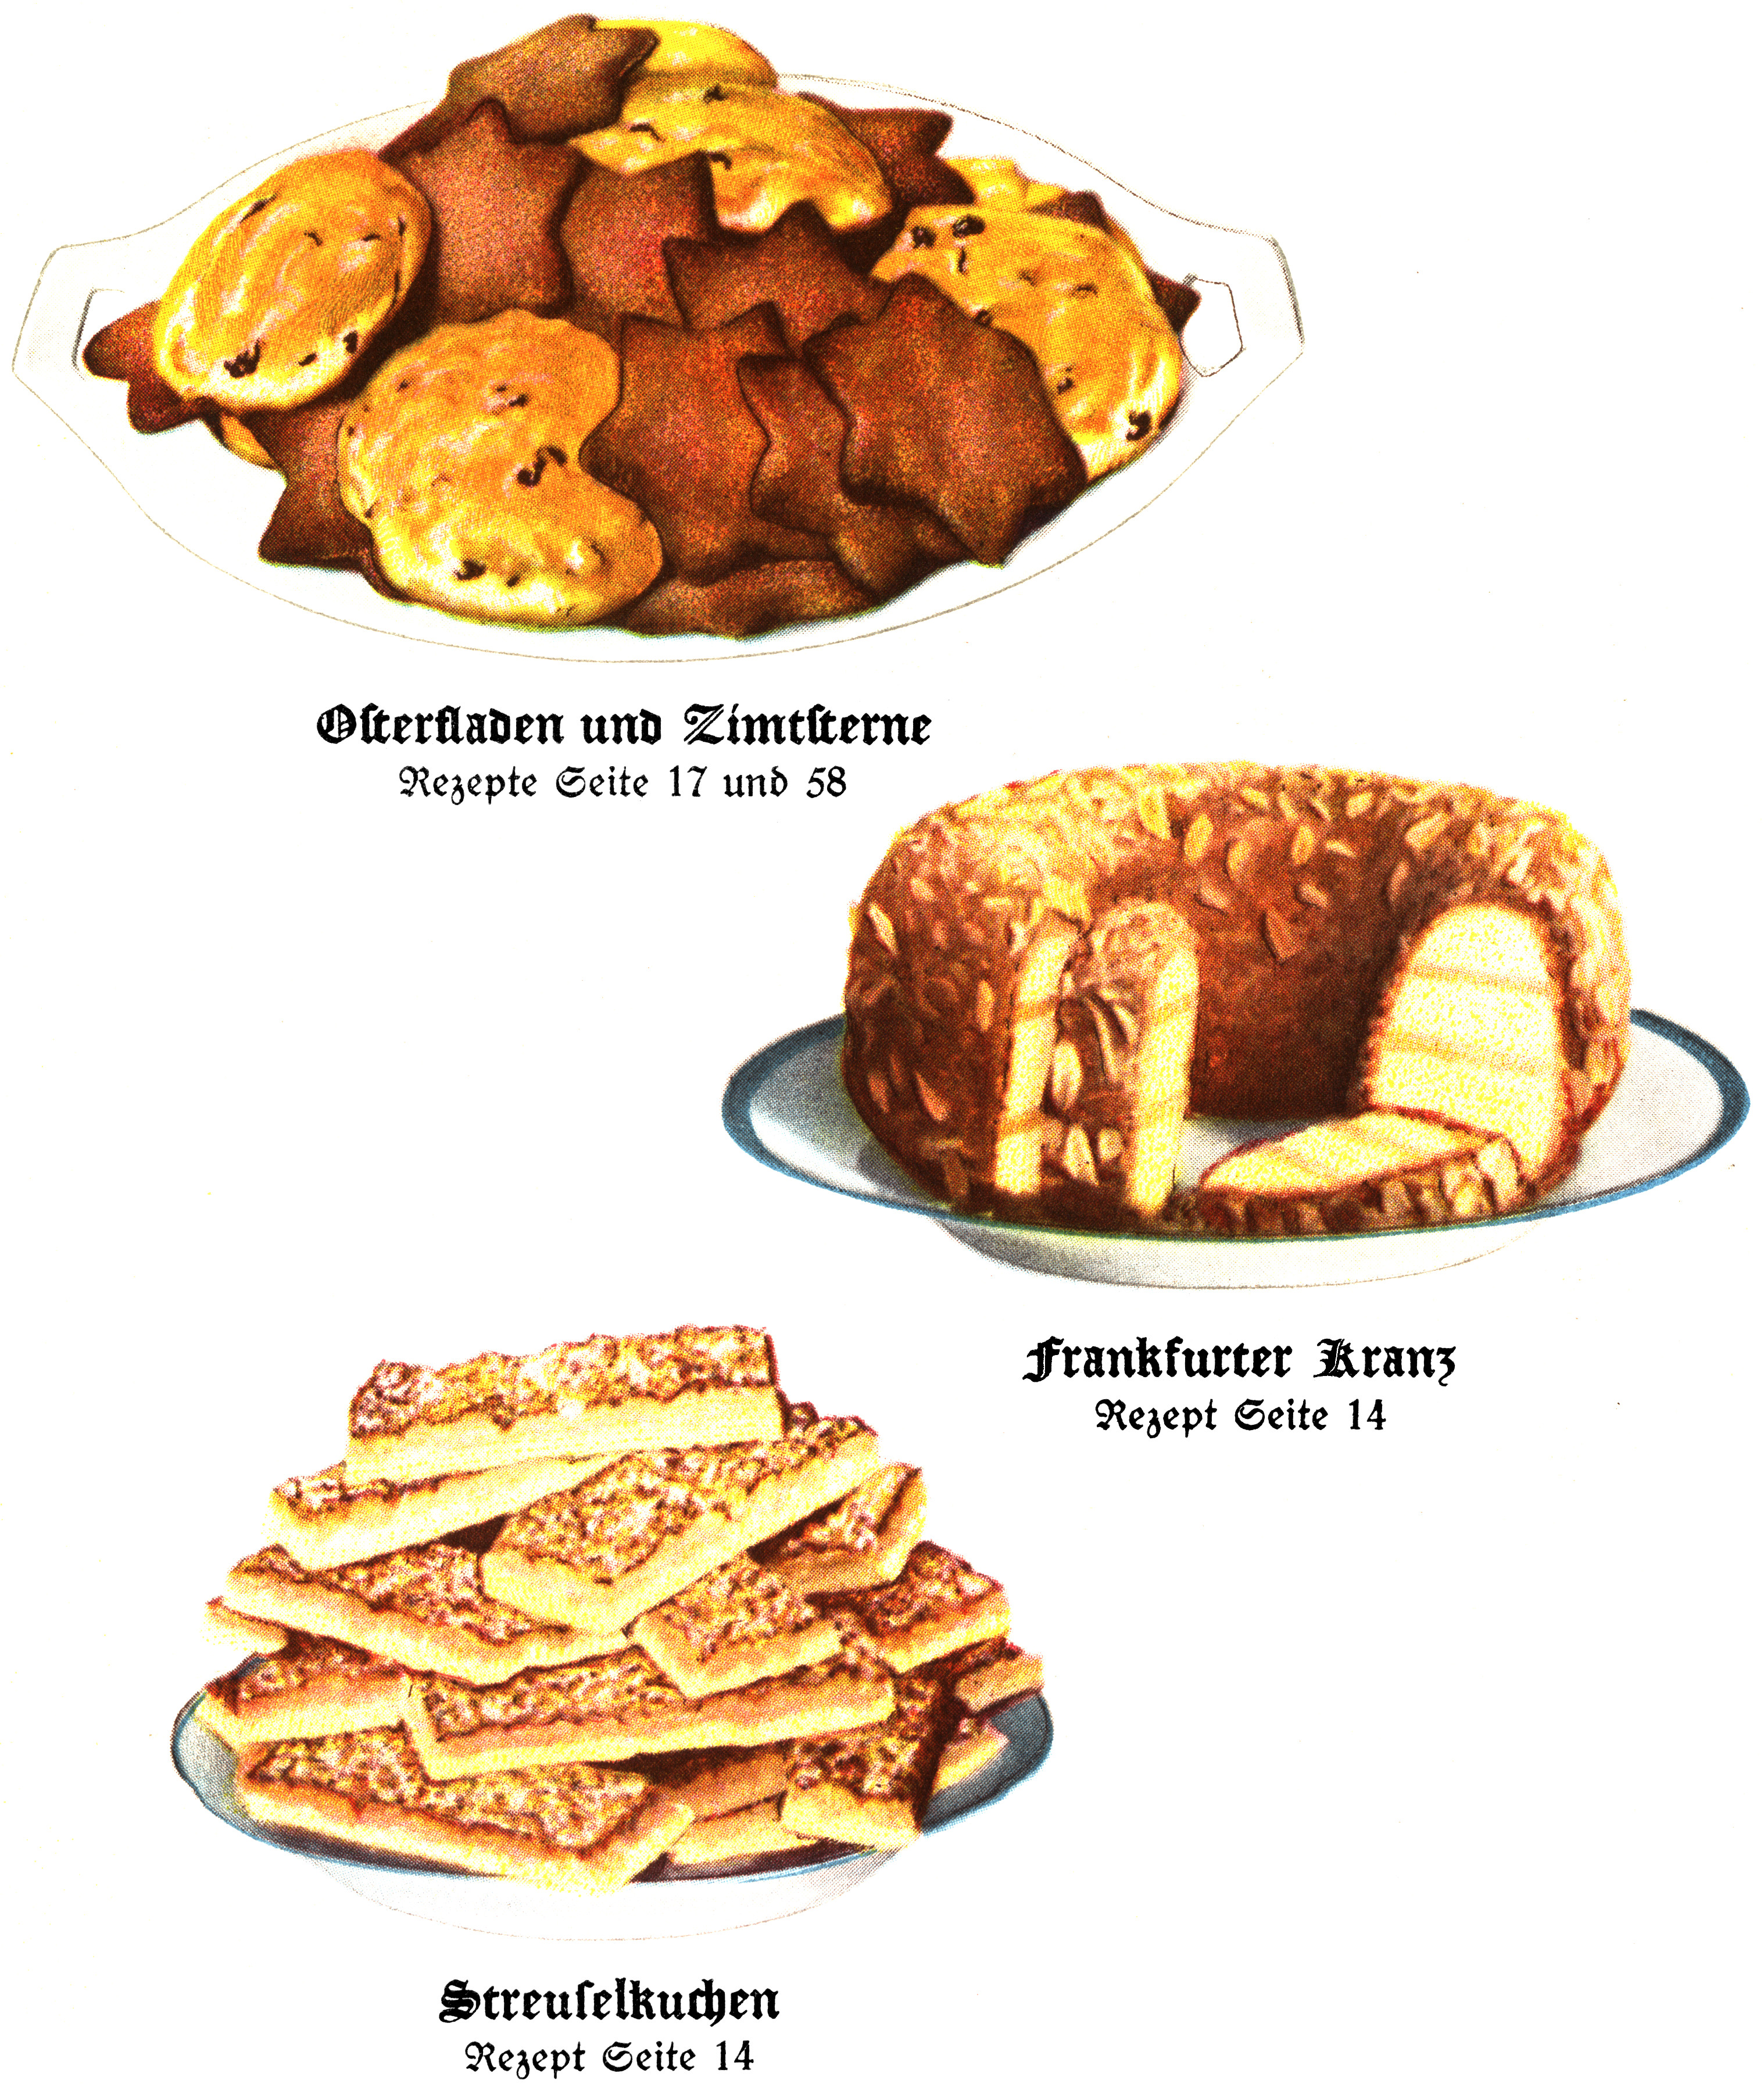 Oſterfladen und Zimtſterne
Rezepte Seite 17 und 58
Frankfurter Kranz
Rezept Seite 14
Streuſelkuchen
Rezept Seite 14